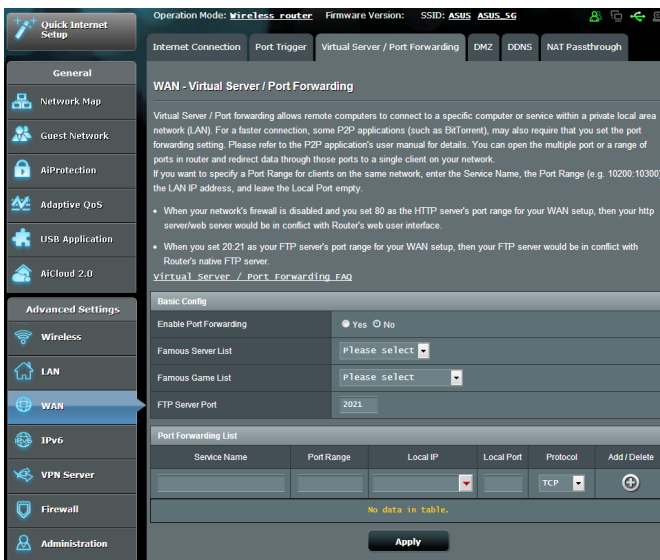 Quick Internet
Setup
Operation Mode: Wireless router Firmware Version: SSID: ASUS ASUS_5G
Internet Connection Port Trigger Virtual Server / Port Forwarding DMZ DDNS NAT Passthrough
General
Network Map
Guest Network
AiProtection
Adaptive QoS
USB Application
AiCloud 2.0
Advanced Settings
Wireless
LAN
WAN
IPv6
VPN Server
Firewall
Administration
WAN - Virtual Server / Port Forwarding
Virtual Server / Port forwarding allows remote computers to connect to a specific computer or service within a private local area
network (LAN). For a faster connection, some P2P applications (such as BitTorrent), may also require that you set the port
forwarding setting. Please refer to the P2P application's user manual for details. You can open the multiple port or a range of
ports in router and redirect data through those ports to a single client on your network.
If you want to specify a Port Range for clients on the same network, enter the Service Name, the Port Range (e.g. 10200:10300)
the LAN IP address, and leave the Local Port empty.
• When your network's firewall is disabled and you set 80 as the HTTP server's port range for your WAN setup, then your http
server/web server would be in conflict with Router's web user interface.
• When you set 20:21 as your FTP server's port range for your WAN setup, then your FTP server would be in conflict with
Router's native FTP server.
Virtual Server / Port Forwarding FAQ
Basic Config
Enable Port Forwarding Yes No
Famous Server List Please select
Famous Game List Please select
FTP Server Port 2021
Port Forwarding List
Service Name Port Range Local IP Local Port Protocol Add / Delete
TCP
No data in table.
Apply